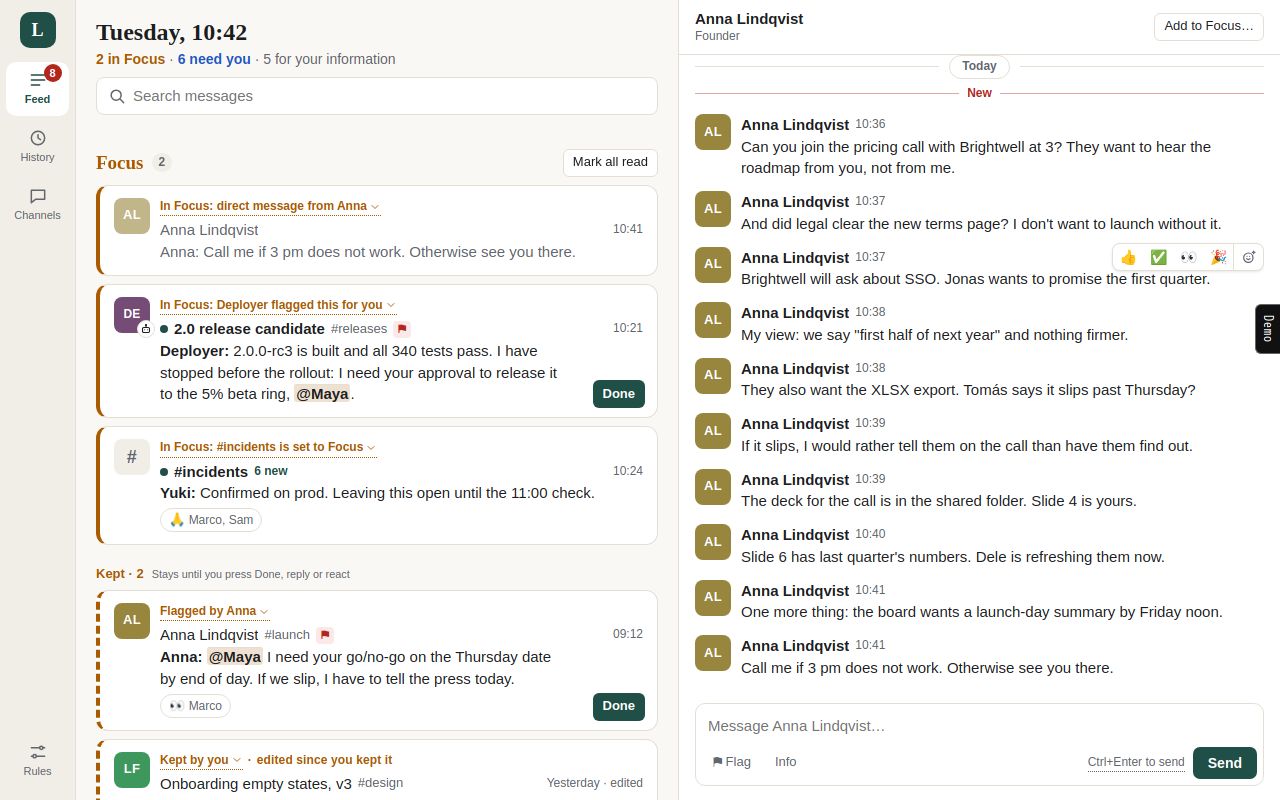 L
8
Feed
History
Channels
Rules
Tuesday, 10:42
2 in Focus · 6 need you · 5 for your information
Search messages
Focus 2
Mark all read
AL
In Focus: direct message from Anna
Anna Lindqvist
10:41
Anna: Call me if 3 pm does not work. Otherwise see you there.
DE
In Focus: Deployer flagged this for you
2.0 release candidate #releases
10:21
Deployer: 2.0.0-rc3 is built and all 340 tests pass. I have
stopped before the rollout: I need your approval to release it
to the 5% beta ring, @Maya.
Done
#
In Focus: #incidents is set to Focus
#incidents 6 new
10:24
Yuki: Confirmed on prod. Leaving this open until the 11:00 check.
🙏 Marco, Sam
Kept · 2 Stays until you press Done, reply or react
AL
Flagged by Anna
Anna Lindqvist #launch
09:12
Anna: @Maya I need your go/no-go on the Thursday date
by end of day. If we slip, I have to tell the press today.
👀 Marco
Done
LF
Kept by you · edited since you kept it
Onboarding empty states, v3 #design
Yesterday · edited
Anna Lindqvist
Founder
Add to Focus…
Today
New
AL
Anna Lindqvist 10:36
Can you join the pricing call with Brightwell at 3? They want to hear the
roadmap from you, not from me.
AL
Anna Lindqvist 10:37
And did legal clear the new terms page? I don't want to launch without it.
AL
Anna Lindqvist 10:37
👍 ✅ 👀 🎉
Brightwell will ask about SSO. Jonas wants to promise the first quarter.
AL
Anna Lindqvist 10:38
My view: we say "first half of next year" and nothing firmer.
Demo
AL
Anna Lindqvist 10:38
They also want the XLSX export. Tomás says it slips past Thursday?
AL
Anna Lindqvist 10:39
If it slips, I would rather tell them on the call than have them find out.
AL
Anna Lindqvist 10:39
The deck for the call is in the shared folder. Slide 4 is yours.
AL
Anna Lindqvist 10:40
Slide 6 has last quarter's numbers. Dele is refreshing them now.
AL
Anna Lindqvist 10:41
One more thing: the board wants a launch-day summary by Friday noon.
AL
Anna Lindqvist 10:41
Call me if 3 pm does not work. Otherwise see you there.
Message Anna Lindqvist…
Flag
Info
Ctrl+Enter to send
Send